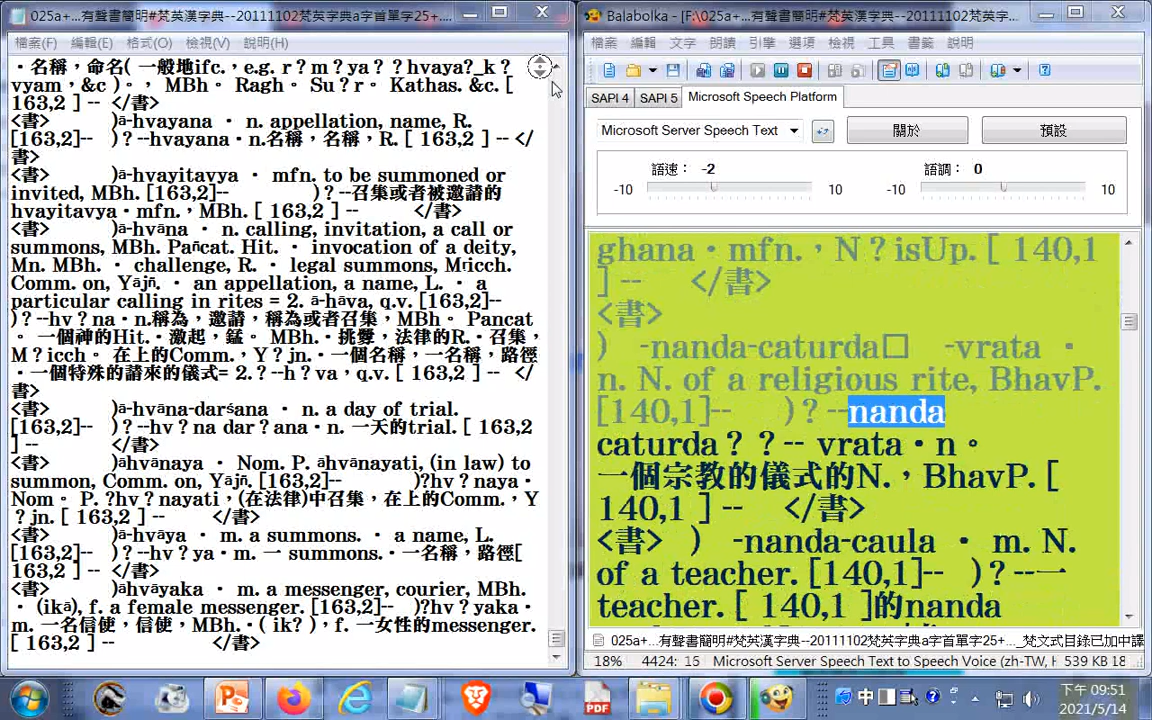 025a+...有聲書簡明#梵英漢字典--20111102梵英字典a字首單字25+...
檔案(F) 編輯(E) 格式(O) 檢視(V) 說明(H)
・名稱，命名( 一般地ifc.，e.g. r？m？ya？？hvaya?_k？
vyam，&c )。， MBh。Ragh。Su？r。Kathas. &c. [
163,2] -- </書>
<書> )ā-hvayana ・ n. appellation, name, R.
[163,2]-- )？--hvayana・n.名稱，名稱，R. [ 163,2 ] -- </
書>
<書> )ā-hvayitavya ・ mfn. to be summoned or
invited, MBh. [163,2]-- )？--召集或者被邀請的
hvayitavya・mfn.，MBh. [ 163,2 ] -- </書>
<書> )ā-hvāna ・ n. calling, invitation, a call or
summons, MBh. Pañcat. Hit. ・ invocation of a deity,
Mn. MBh. ・ challenge, R. ・ legal summons, Mricch.
Comm. on, Yājñ. ・ an appellation, a name, L. ・ a
particular calling in rites = 2. ā-hāva, q.v. [163,2]--
)？--hv？na・n.稱為，邀請，稱為或者召集，MBh。Pancat
。一個神的Hit.・激起，錳。 MBh.・挑釁，法律的R.・召集，
M？icch。 在上的Comm.，Y？jn.・一個名稱，一名稱，路徑
・一個特殊的請來的儀式= 2.？--h？va，q.v. [ 163,2 ] -- </
書>
<書> )ā-hvāna-darśana ・ n. a day of trial.
[163,2]-- )？--hv？na dar？ana・n. 一天的trial. [ 163,2
] -- </書>
<書> )āhvānaya ・ Nom. P. āhvānayati, (in law) to
summon, Comm. on, Yājñ. [163,2]-- )?hv？naya・
Nom。 P. ?hv？nayati，(在法律)中召集，在上的Comm.，Y
？jn. [ 163,2 ] -- </書>
<書> )ā-hvāya ・ m. a summons. ・ a name, L.
[163,2]-- )？--hv？ya・m. 一 summons.・一名稱，路徑[
163,2 ] -- </書>
<書> )āhvāyaka ・ m. a messenger, courier, MBh.
・ (ikā), f. a female messenger. [163,2]-- )?hv？yaka・
m. 一名信使，信使，MBh.・( ik？)，f. 一女性的messenger.
[ 163,2 ] -- </書>
Balabolka - [F:\025a+...有聲書簡明#梵英漢字典--20111102梵英字...
檔案 編輯 文字 朗讀 引擎 選項 檢視 工具 書籤 說明
SAPI 4 SAPI 5 Microsoft Speech Platform
Microsoft Server Speech Text 關於 預設
語速： -2 語調： 0
-10 10 -10 10
ghana・mfn.，N？isUp. [ 140,1
] -- </書>
<書>
) -nanda-caturda□ -vrata ・
n. N. of a religious rite, BhavP.
[140,1]-- )？--nanda
caturda？？-- vrata・n。
一個宗教的儀式的N.，BhavP. [
140,1 ] -- </書>
<書> ) -nanda-caula ・ m. N.
of a teacher. [140,1]-- )？--一
teacher. [ 140,1 ]的nanda
025a+...有聲書簡明#梵英漢字典--20111102梵英字典a字首單字25+..._梵文式目錄已加中譯
18% 4424: 15 Microsoft Server Speech Text to Speech Voice (zh-TW, H 539 KB 18
中
PDF
下午 09:51
2021/5/14